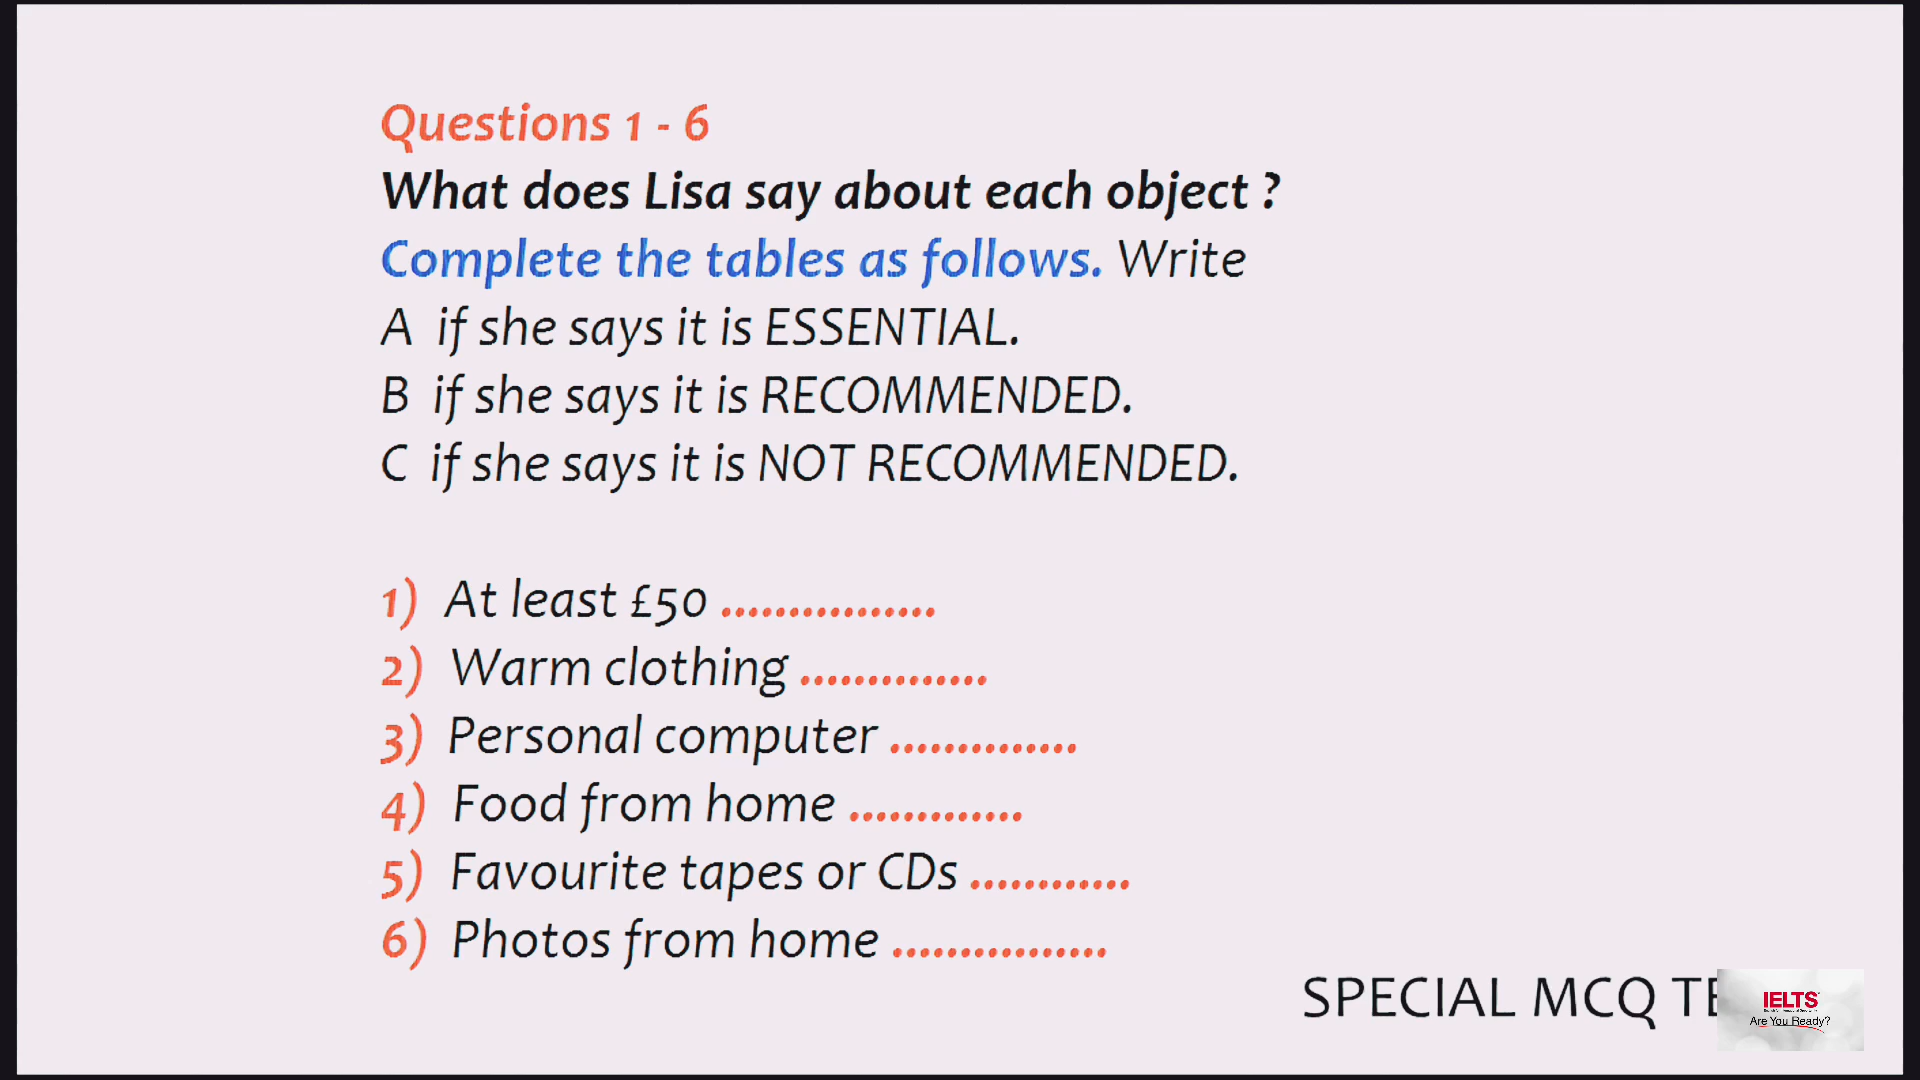 Questions 1 - 6
What does Lisa say about each object ?
Complete the tables as follows. Write
A if she says it is ESSENTIAL.
B if she says it is RECOMMENDED.
C if she says it is NOT RECOMMENDED.
1) At least £50 ................
2) Warm clothing ..............
3) Personal computer ..............
4) Food from home .............
5) Favourite tapes or CDs ............
6) Photos from home ................
SPECIAL MCQ
IELTS
Are You Ready?